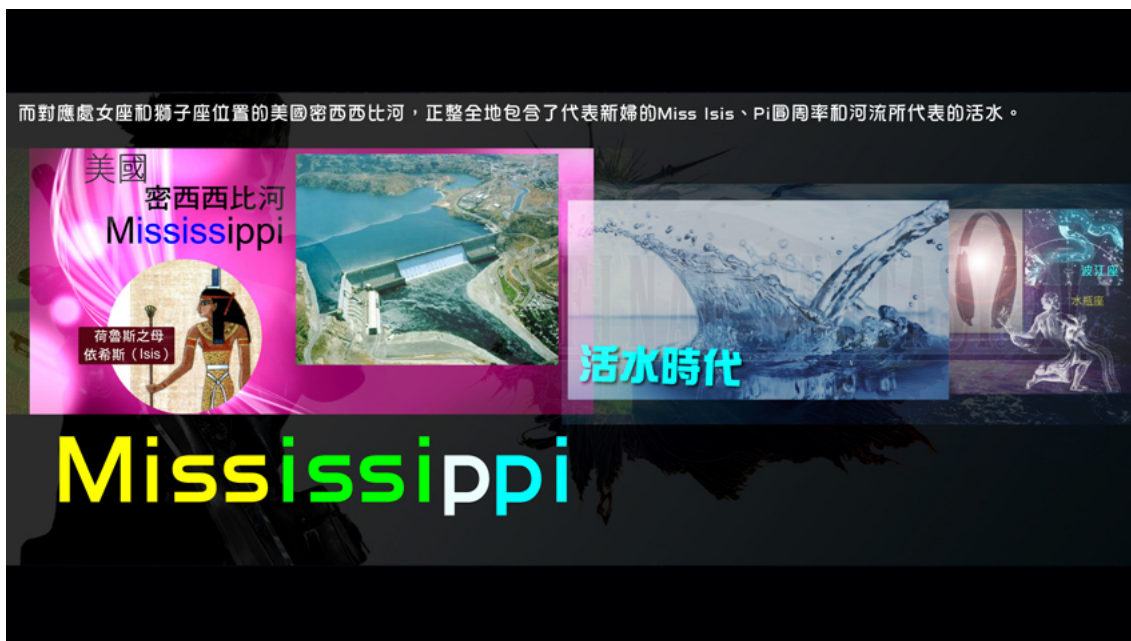 而對應處女座和獅子座位置的美國密西西比河，正整全地包含了代表新婦的Miss Isis、Pi圓周率和河流所代表的活水。
美國
密西西比河
Mississippi
荷魯斯之母
依希斯（Isis）
活水時代
波江座
水瓶座
Mississippi